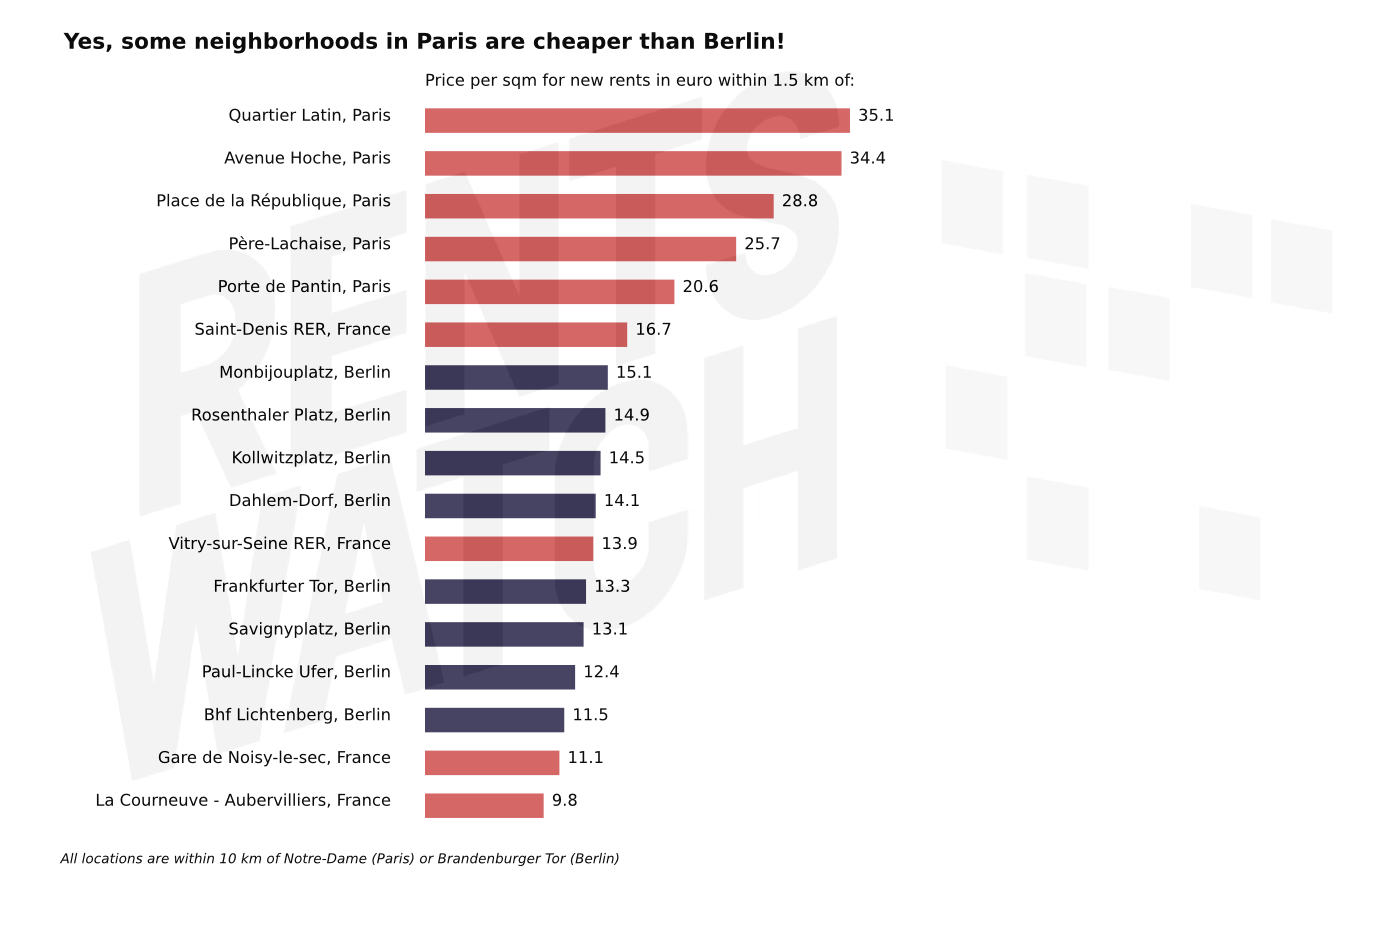 Yes, some neighborhoods in Paris are cheaper than Berlin!
Price per sqm for new rents in euro within 1.5 km of:
Quartier Latin, Paris 35.1
Avenue Hoche, Paris 34.4
Place de la République, Paris 28.8
Père-Lachaise, Paris 25.7
Porte de Pantin, Paris 20.6
Saint-Denis RER, France 16.7
Monbijouplatz, Berlin 15.1
Rosenthaler Platz, Berlin 14.9
Kollwitzplatz, Berlin 14.5
Dahlem-Dorf, Berlin 14.1
Vitry-sur-Seine RER, France 13.9
Frankfurter Tor, Berlin 13.3
Savignyplatz, Berlin 13.1
Paul-Lincke Ufer, Berlin 12.4
Bhf Lichtenberg, Berlin 11.5
Gare de Noisy-le-sec, France 11.1
La Courneuve - Aubervilliers, France 9.8
All locations are within 10 km of Notre-Dame (Paris) or Brandenburger Tor (Berlin)
RENTS
WATCH